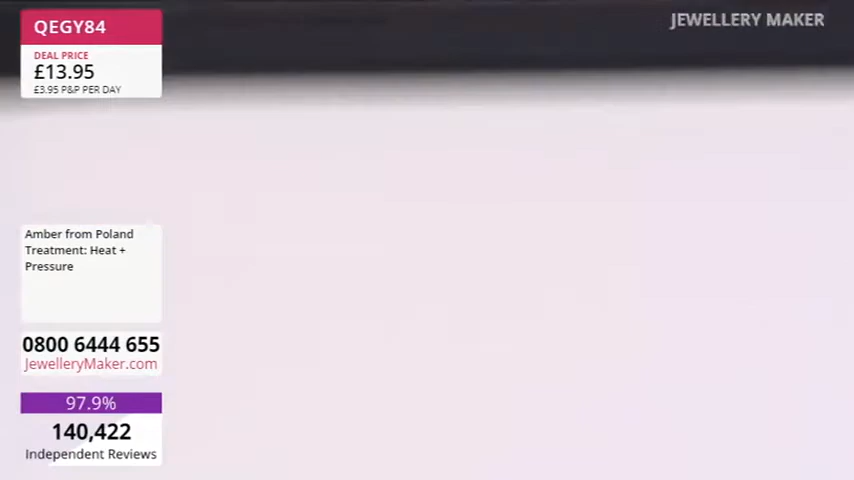 QEGY84
JEWELLERY MAKER
DEAL PRICE
£13.95
£3.95 P&P PER DAY
Amber from Poland
Treatment: Heat +
Pressure
0800 6444 655
JewelleryMaker.com
97.9%
140,422
Independent Reviews